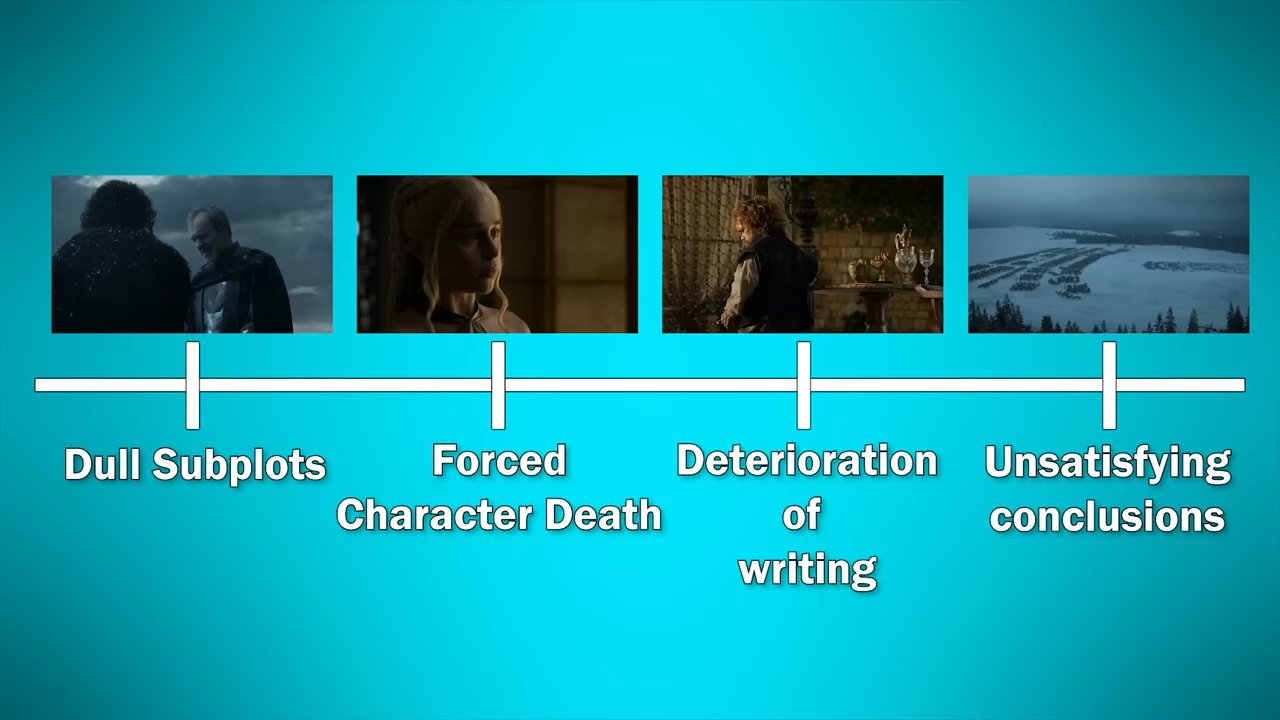 Dull Subplots
Forced
Character Death
Deterioration
of
writing
Unsatisfying
conclusions